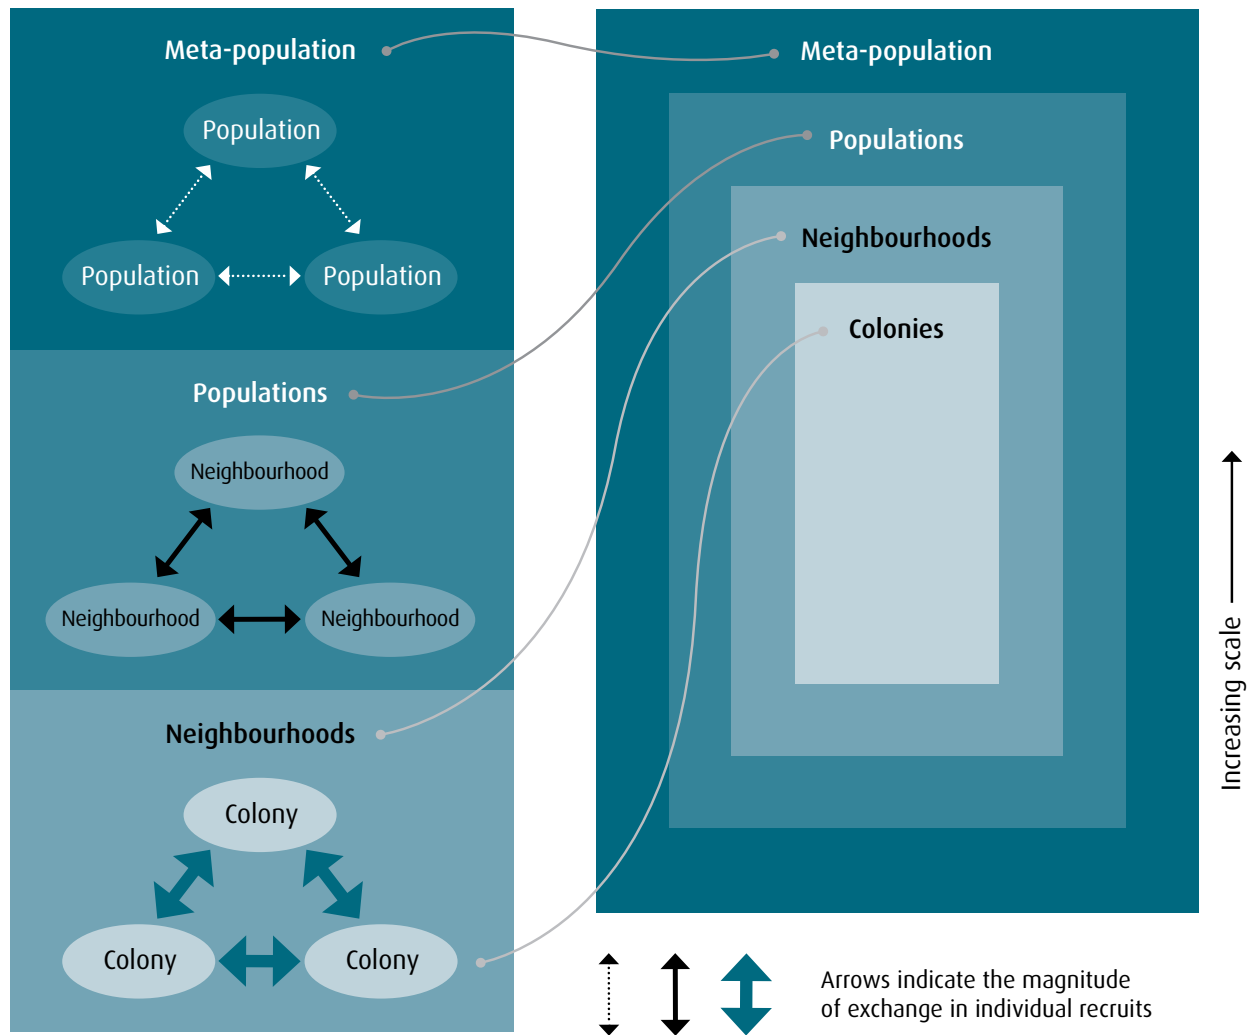 Meta-population
Population
Population
Population
Populations
Neighbourhood
Neighbourhood
Neighbourhood
Neighbourhoods
Colony
Colony
Colony
Meta-population
Populations
Neighbourhoods
Colonies
Increasing scale
Arrows indicate the magnitude
of exchange in individual recruits